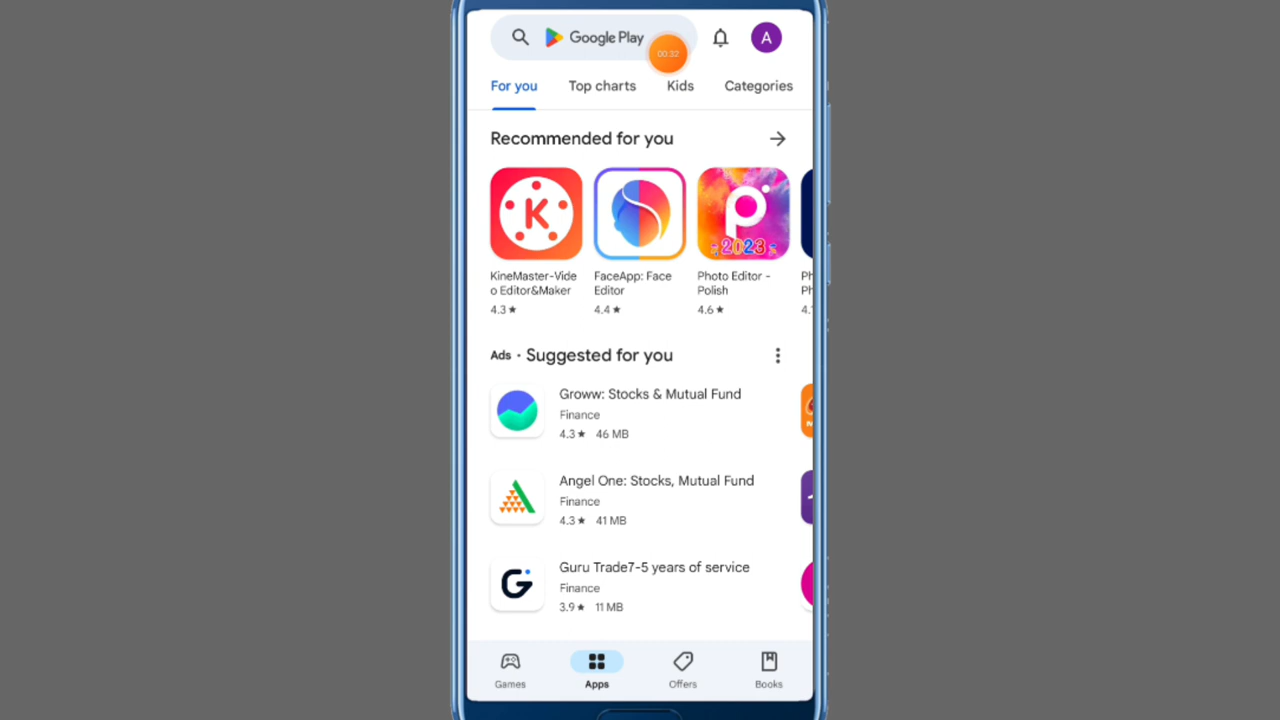 Google Play
00:32
A
For you Top charts Kids Categories
Recommended for you
K
P
2023
KineMaster-Vide
o Editor&Maker
4.3★
FaceApp: Face
Editor
4.4★
Photo Editor -
Polish
4.6★
Ph
Ph
4.
Ads • Suggested for you
Groww: Stocks & Mutual Fund
Finance
4.3★ 46 MB
Angel One: Stocks, Mutual Fund
Finance
4.3★ 41 MB
G
Guru Trade7-5 years of service
Finance
3.9★ 11 MB
Games Apps Offers Books